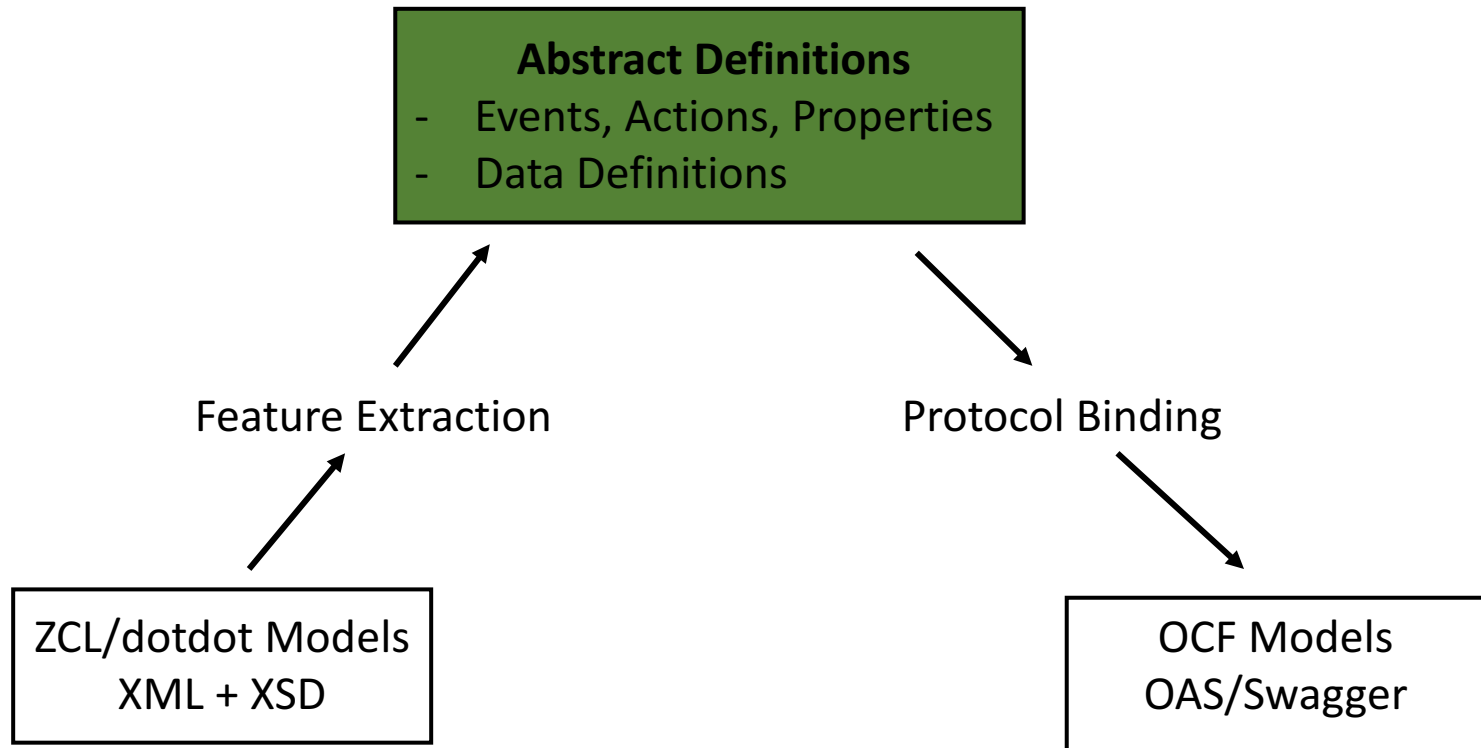 Abstract Definitions
- Events, Actions, Properties
- Data Definitions
Feature Extraction
Protocol Binding
ZCL/dotdot Models
XML + XSD
OCF Models
OAS/Swagger